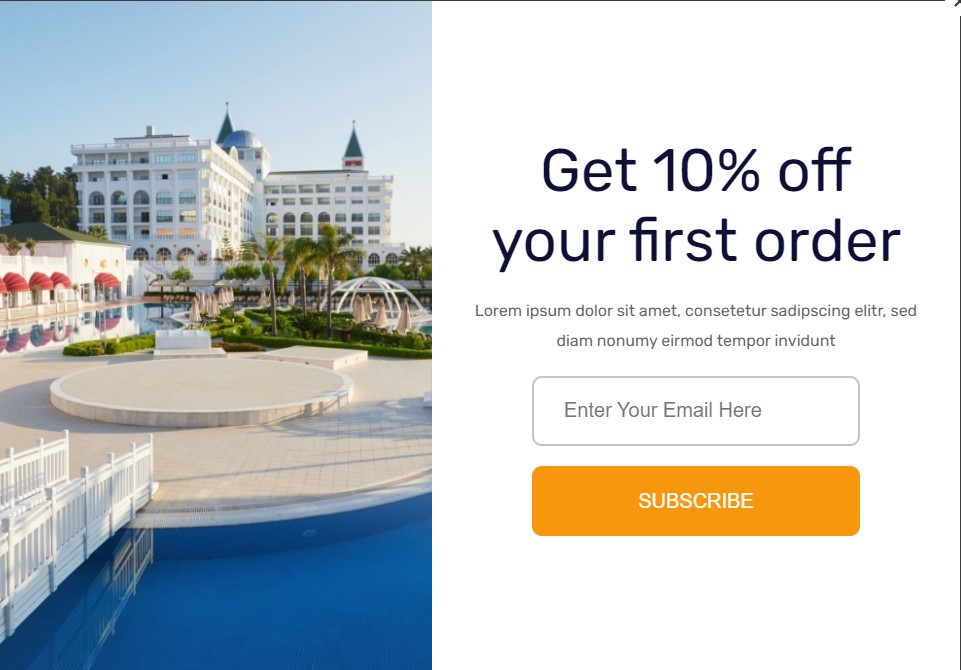 Get 10% off
your first order
Lorem ipsum dolor sit amet, consetetur sadipscing elitr, sed
diam nonumy eirmod tempor invidunt
Enter Your Email Here
SUBSCRIBE